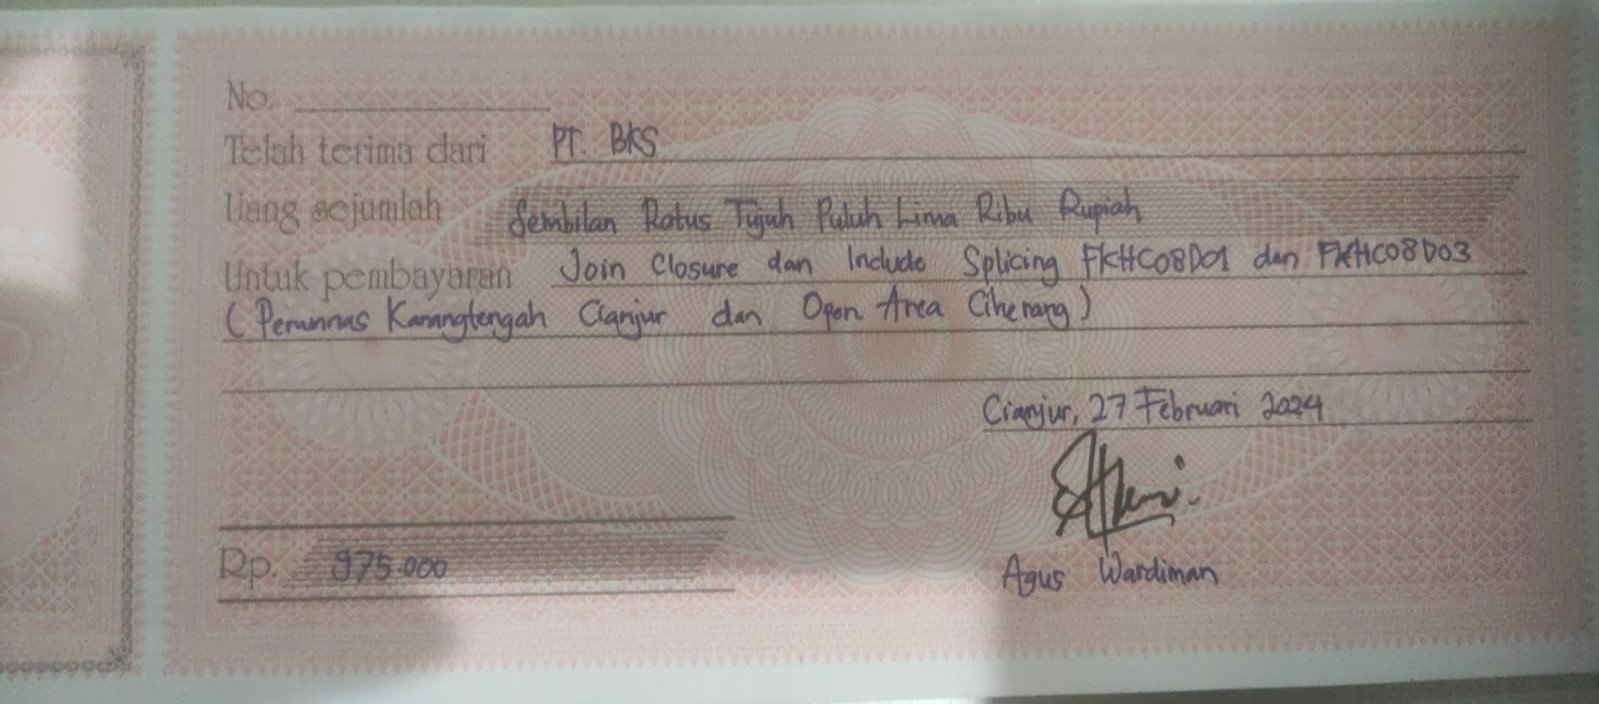 No.
Telah terima dari PT. BKS
Uang sejumlah Sembilan Ratus Tujuh Puluh Lima Ribu Rupiah
Untuk pembayaran Join Closure dan Include Splicing FKHC08D01 dan FKHC08D03
(Perumnas Karangtengah Cianjur dan Open Area Ciherang)
Cianjur, 27 Februari 2024
Rp. 975.000
Agus Wardiman